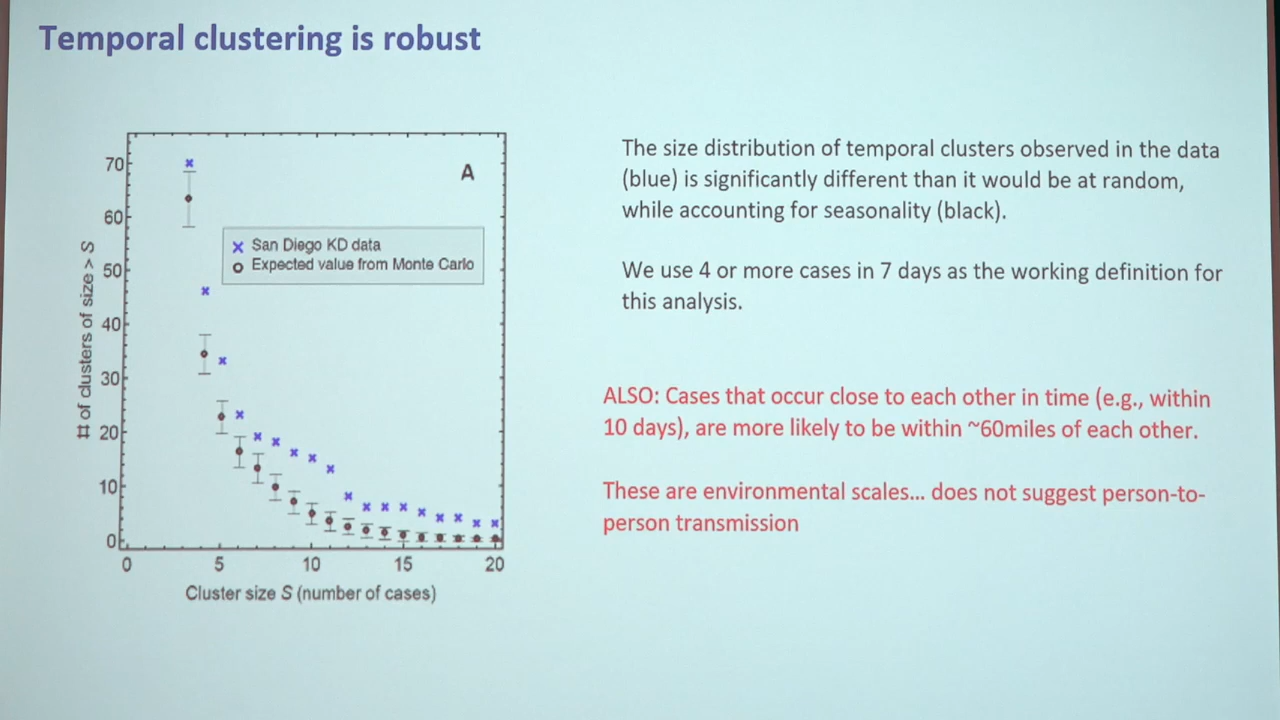 Temporal clustering is robust
A
70
60
50
40
30
20
10
0
# of clusters of size > S
San Diego KD data
Expected value from Monte Carlo
0 5 10 15 20
Cluster size S (number of cases)
The size distribution of temporal clusters observed in the data
(blue) is significantly different than it would be at random,
while accounting for seasonality (black).
We use 4 or more cases in 7 days as the working definition for
this analysis.
ALSO: Cases that occur close to each other in time (e.g., within
10 days), are more likely to be within ~60miles of each other.
These are environmental scales... does not suggest person-to-
person transmission